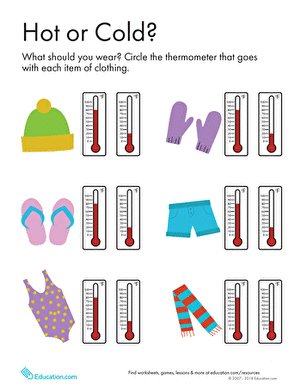 Hot or Cold?
What should you wear? Circle the thermometer that goes
with each item of clothing.
Education.com
Find worksheets, games, lessons & more at education.com/resources
© 2007 - 2018 Education.com